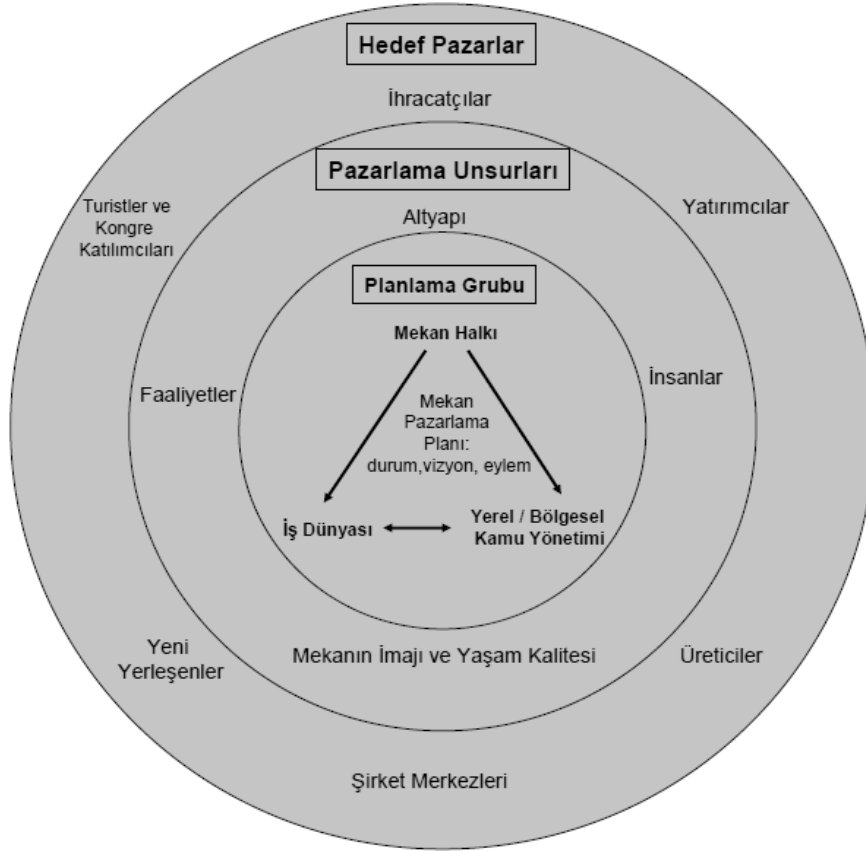 Hedef Pazarlar
İhracatçılar
Pazarlama Unsurları
Turistler ve
Kongre
Katılımcıları
Yatırımcılar
Altyapı
Planlama Grubu
Mekan Halkı
Faaliyetler
İnsanlar
Mekan
Pazarlama
Planı:
durum,vizyon, eylem
İş Dünyası
Yerel / Bölgesel
Kamu Yönetimi
Yeni
Yerleşenler
Mekanın İmajı ve Yaşam Kalitesi
Üreticiler
Şirket Merkezleri